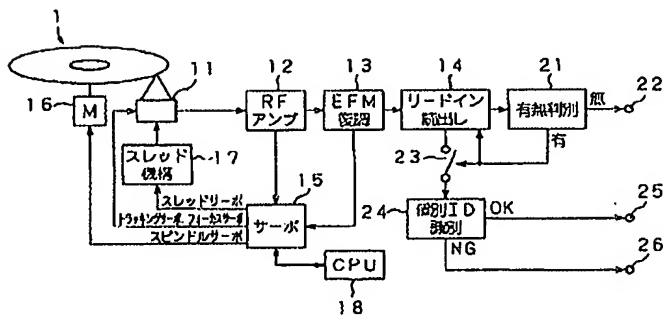 1
11
12
13
14
21
16
M
RF
アンプ
EFM
復調
リードイン
読出し
有無判別
無
22
有
23
スレッド
機構
17
15
スレッドサーボ
トラッキングサーボ、フォーカスサーボ
スピンドルサーボ
サーボ
24
個別ID
識別
OK
25
NG
26
CPU
18